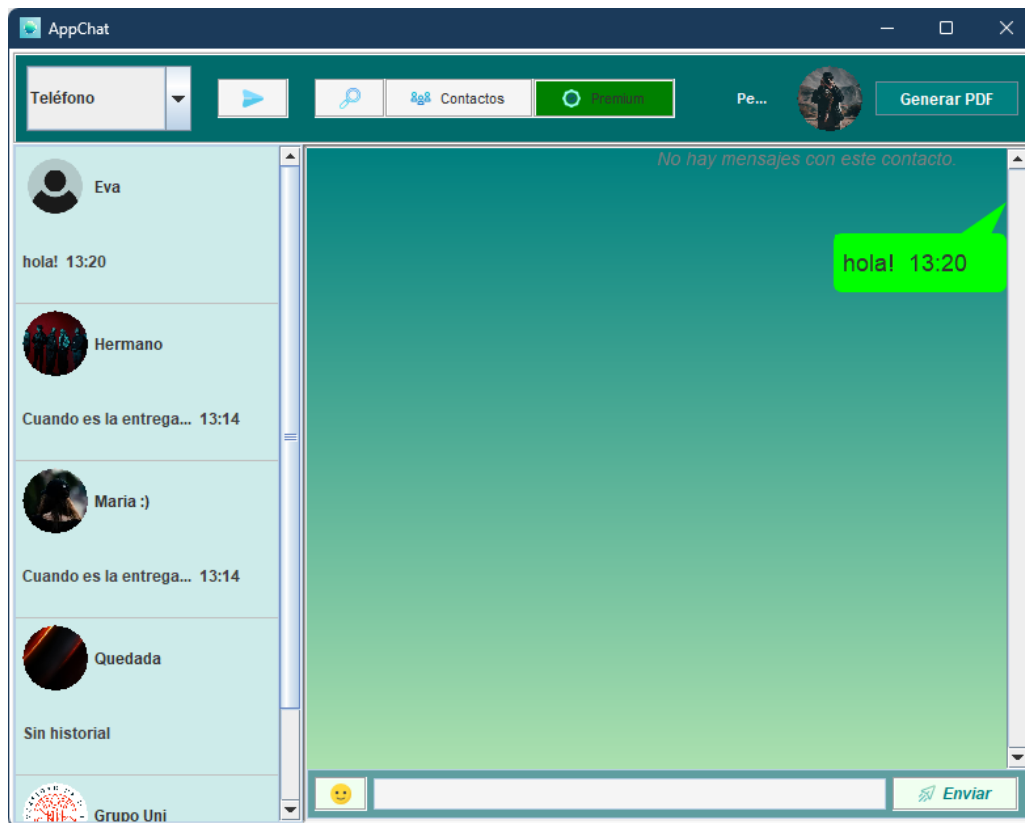 AppChat
Teléfono
Contactos
Premium
Pe...
Generar PDF
Eva
hola! 13:20
Hermano
Cuando es la entrega... 13:14
Maria :)
Cuando es la entrega... 13:14
Quedada
Sin historial
Grupo Uni
No hay mensajes con este contacto.
hola! 13:20
Enviar